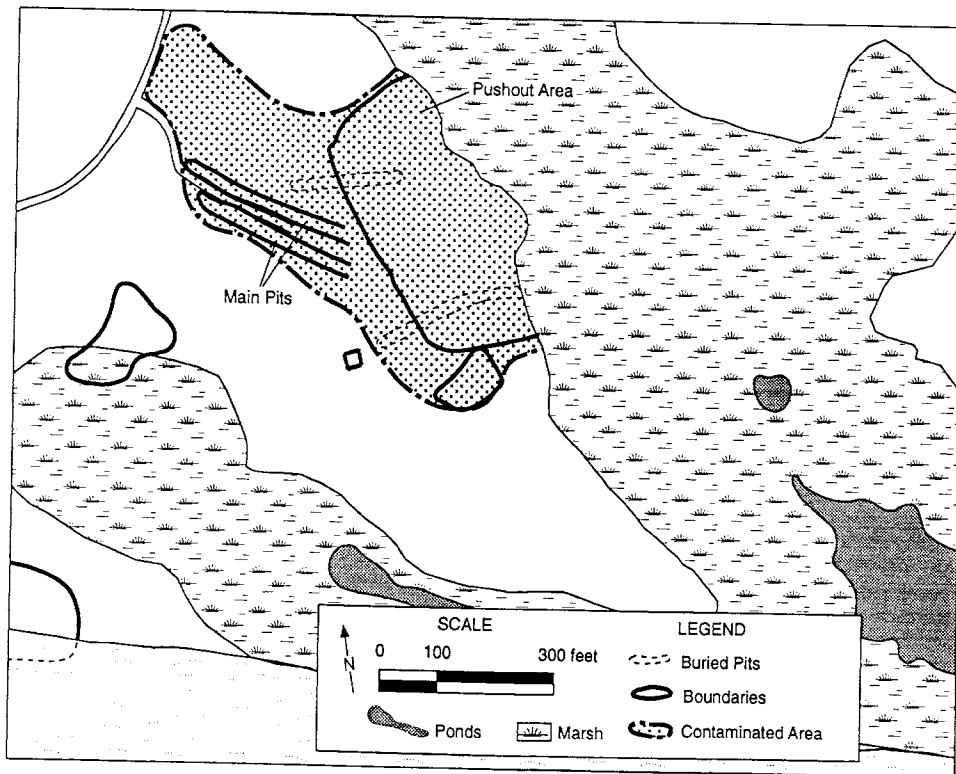 Pushout Area
Main Pits
SCALE
0 100 300 feet
N
Ponds
Marsh
LEGEND
Buried Pits
Boundaries
Contaminated Area